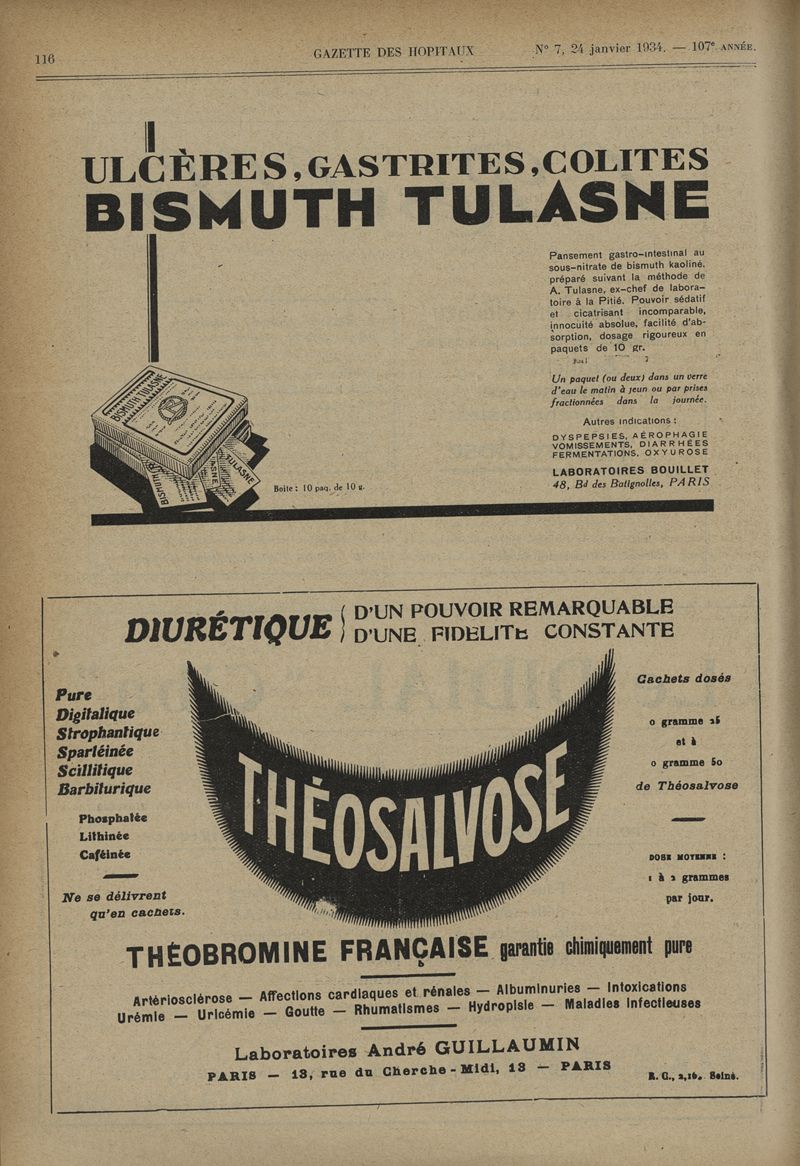 116
GAZETTE DES HOPITAUX
N° 7, 24 janvier 1934. — 107e ANNÉE.
ULCÈRES, GASTRITES, COLITES
BISMUTH TULASNE
Pansement gastro-intestinal au
sous-nitrate de bismuth kaoliné,
préparé suivant la méthode de
A. Tulasne, ex-chef de labora-
toire à la Pitié. Pouvoir sédatif
et cicatrisant incomparable,
innocuité absolue, facilité d'ab-
sorption, dosage rigoureux en
paquets de 10 gr.
Un paquet (ou deux) dans un verre
d'eau le matin à jeun ou par prises
fractionnées dans la journée.
Autres indications :
DYSPEPSIES, AÉROPHAGIE
VOMISSEMENTS, DIARRHÉES
FERMENTATIONS, OXYUROSE
LABORATOIRES BOUILLET
48, Bd des Batignolles, PARIS
BISMUTH TULASNE
BISMUTH
TULASNE
Boîte : 10 paq. de 10 g.
DIURÉTIQUE
D'UN POUVOIR REMARQUABLE
D'UNE FIDELITE CONSTANTE
Pure
Digitalique
Strophantique
Sparléinée
Scillitique
Barbiturique
Phosphatée
Lithinée
Caféinée
Ne se délivrent
qu'en cachets.
THÉOSALVOSE
Cachets dosés
0 gramme 25
et à
0 gramme 50
de Théosalvose
DOSE MOYENNE :
1 à 2 grammes
par jour.
THÉOBROMINE FRANÇAISE garantie chimiquement pure
Artériosclérose — Affections cardiaques et rénales — Albuminuries — Intoxications
Urémie — Uricémie — Goutte — Rhumatismes — Hydropisie — Maladies infectieuses
Laboratoires André GUILLAUMIN
PARIS — 13, rue du Cherche-Midi, 13 — PARIS
R. C., 2,16. Seine.